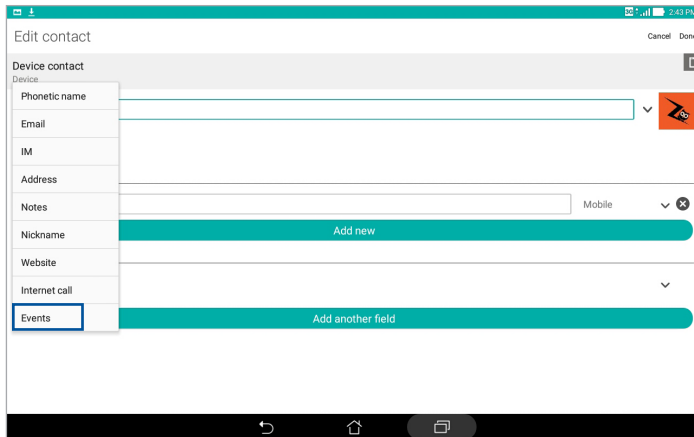 3G 2:43 PM
Edit contact
Cancel Done
Device contact
Device
Phonetic name
Email
IM
Address
Notes
Mobile
Nickname
Add new
Website
Internet call
Events
Add another field